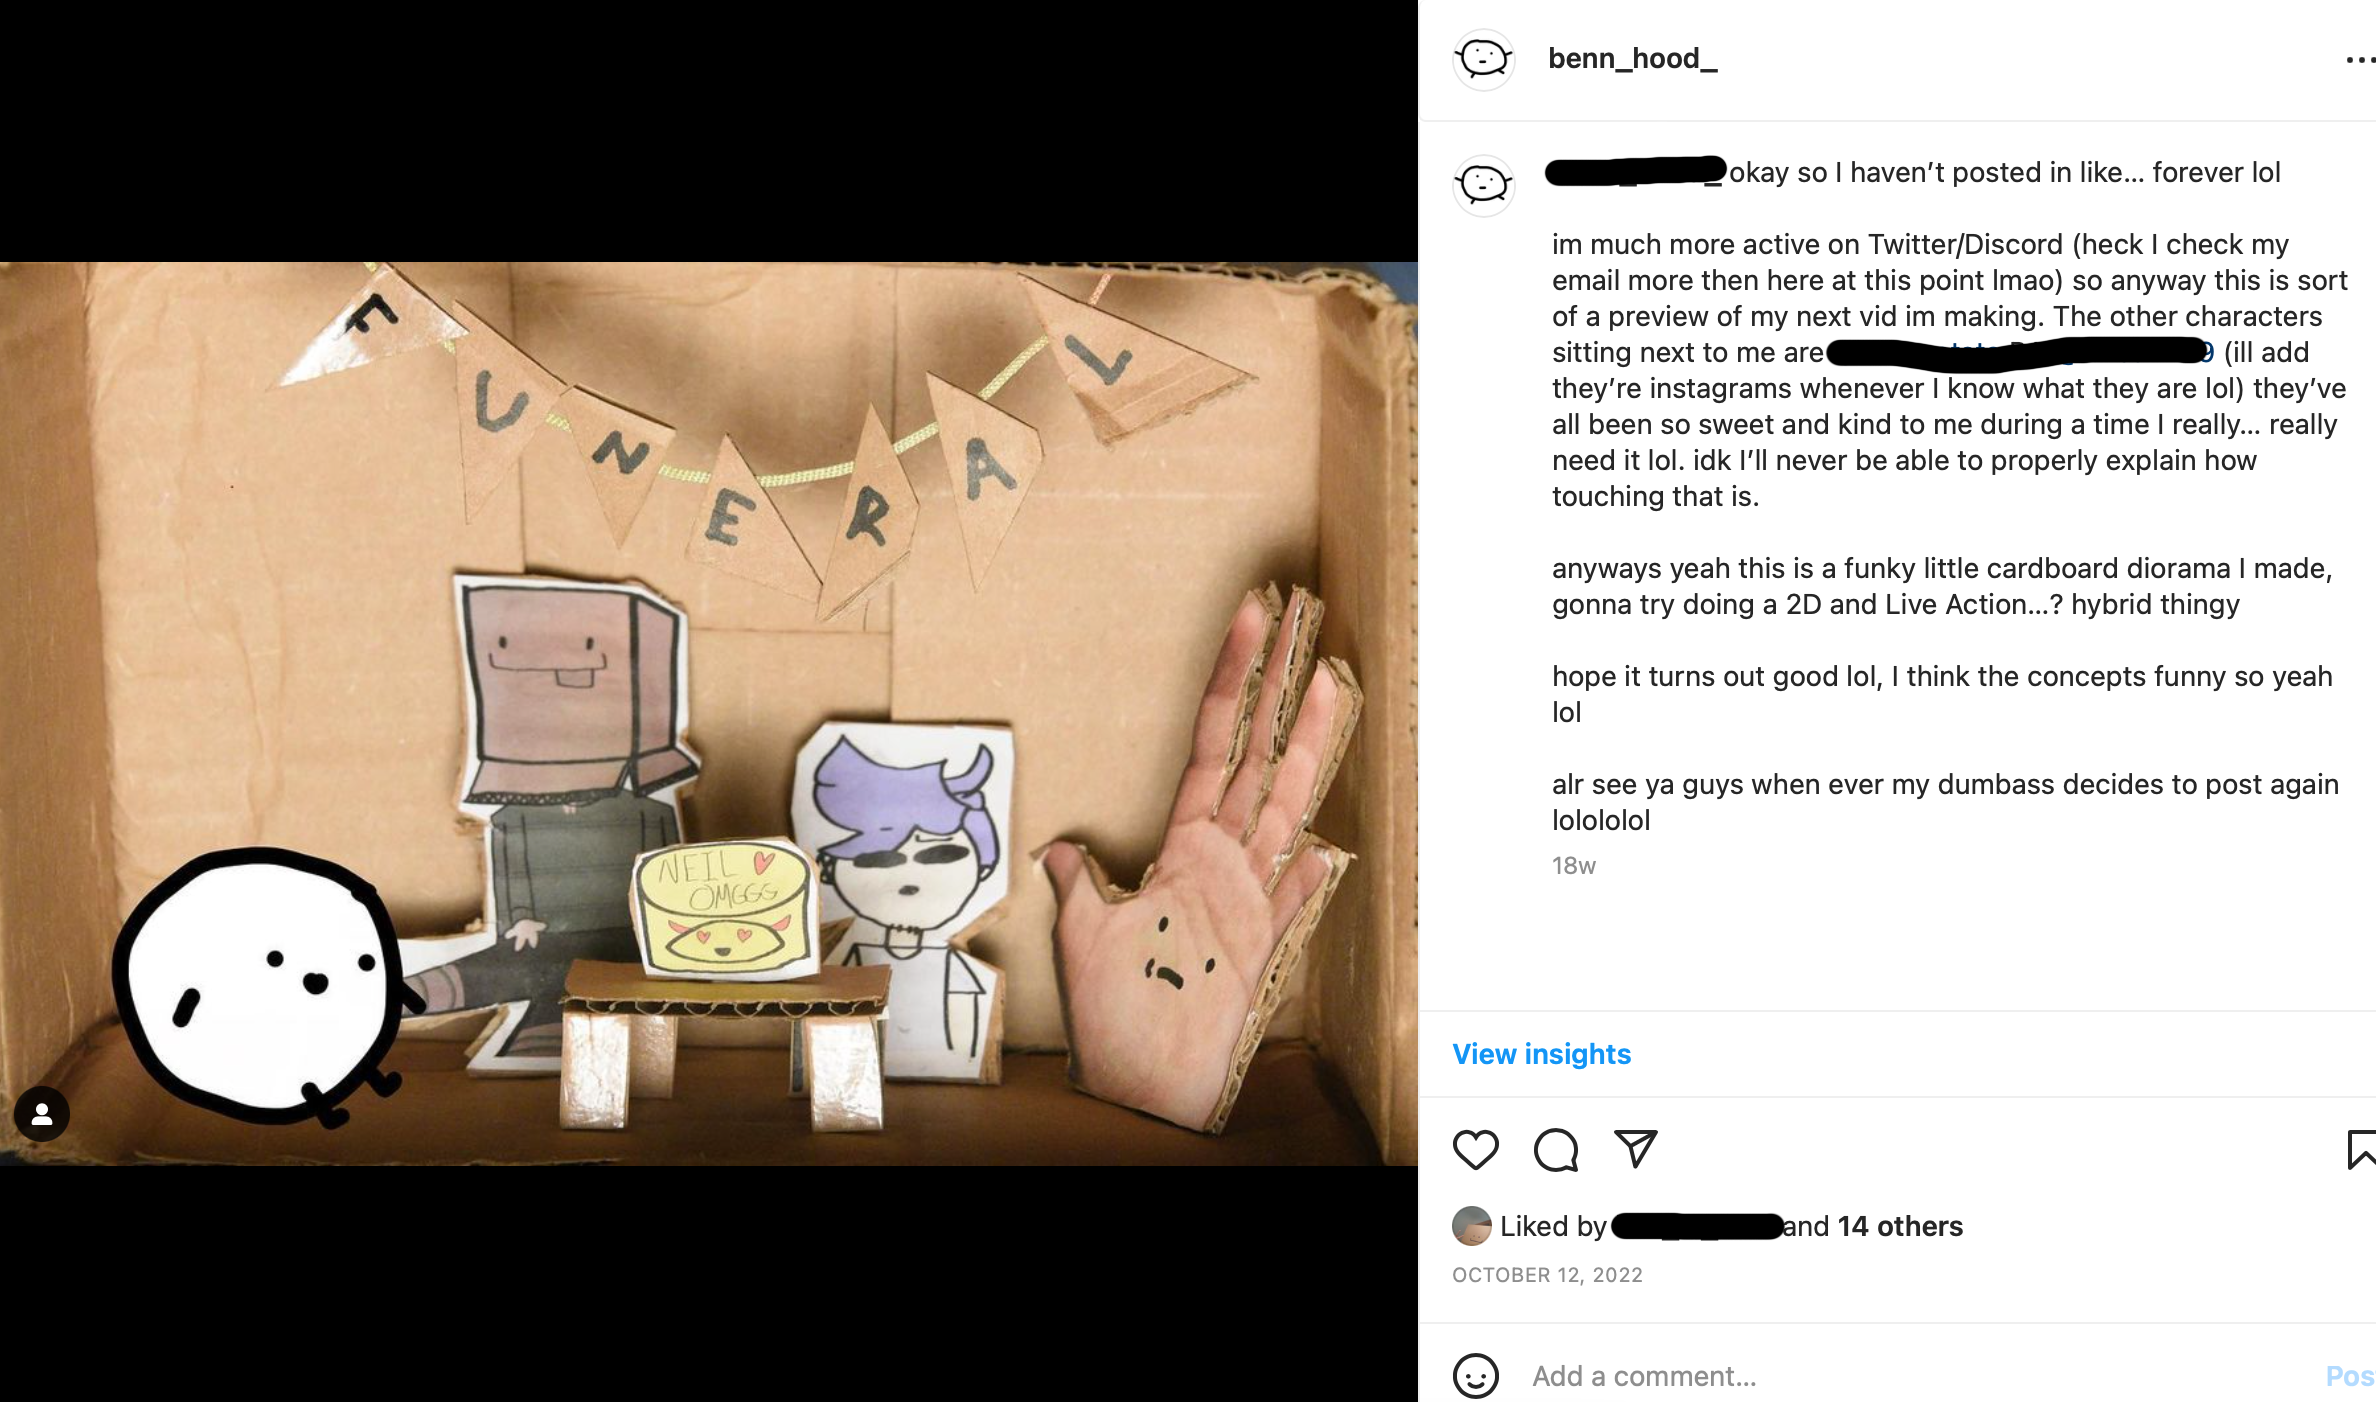 FUNERAL
NEIL
OMGGG
benn_hood_
okay so I haven't posted in like... forever lol
im much more active on Twitter/Discord (heck I check my
email more then here at this point lmao) so anyway this is sort
of a preview of my next vid im making. The other characters
sitting next to me are 9 (ill add
they're instagrams whenever I know what they are lol) they've
all been so sweet and kind to me during a time I really... really
need it lol. idk I'll never be able to properly explain how
touching that is.
anyways yeah this is a funky little cardboard diorama I made,
gonna try doing a 2D and Live Action...? hybrid thingy
hope it turns out good lol, I think the concepts funny so yeah
lol
alr see ya guys when ever my dumbass decides to post again
lolololol
18w
View insights
Liked by and 14 others
OCTOBER 12, 2022
Add a comment...
Pos